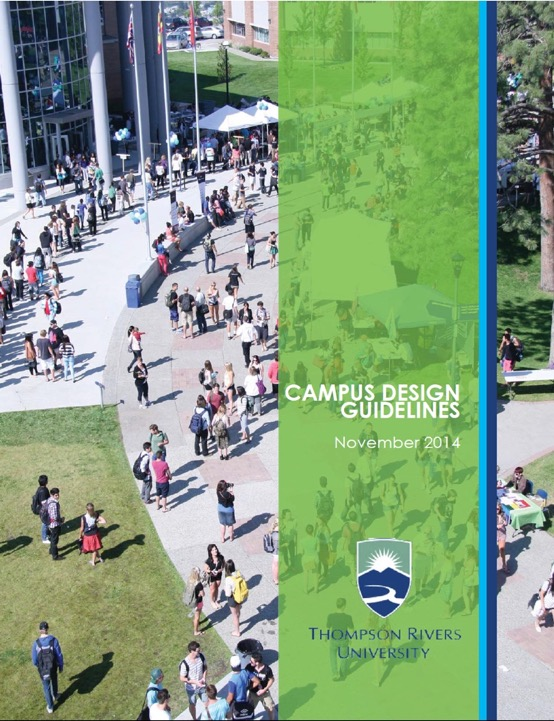 CAMPUS DESIGN
GUIDELINES
November 2014
THOMPSON RIVERS
UNIVERSITY